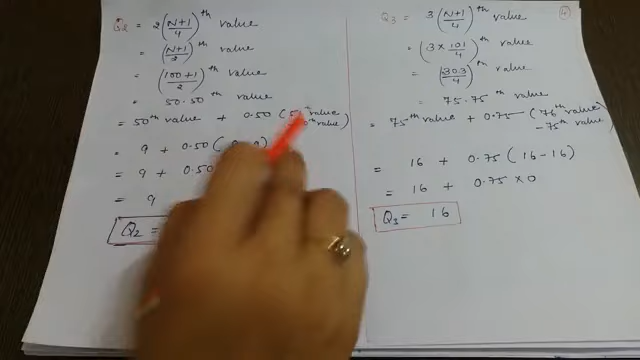 Q2 = 2(N+1/4)th value
= (N+1/2)th value
= (100+1/2)th value
= 50.50th value
= 50th value + 0.50 (
th value
th value)
= 9 + 0.50(
= 9 + 0.50
= 9
Q2 =
4
Q3 = 3(N+1/4)th value
= (3×101/4)th value
= (303/4)th value
= 75.75th value
= 75th value + 0.75 (76th value
- 75th value)
= 16 + 0.75 (16-16)
= 16 + 0.75 × 0
Q3 = 16